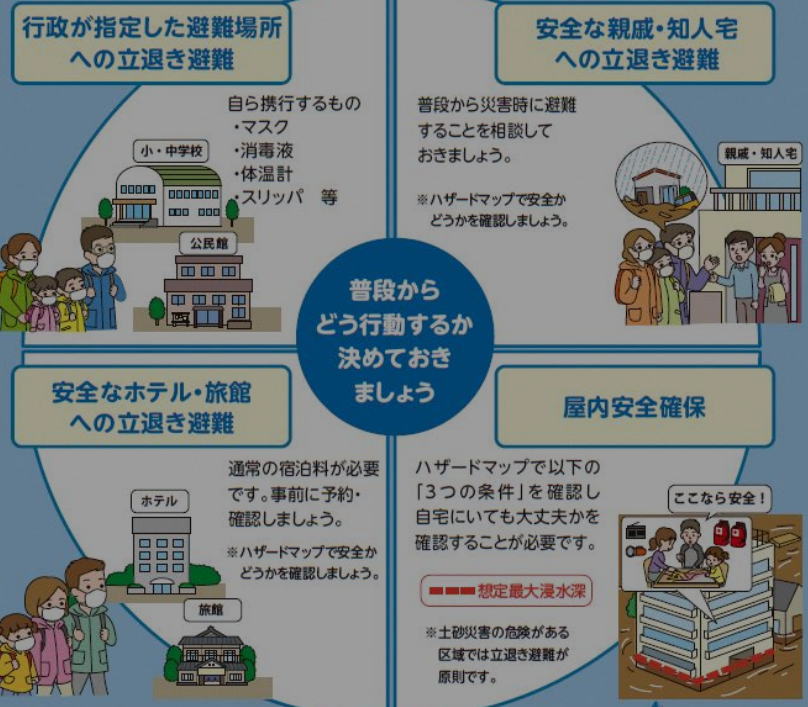 行政が指定した避難場所
への立退き避難
自ら携行するもの
・マスク
・消毒液
・体温計
・スリッパ　等
小・中学校
公民館
安全な親戚・知人宅
への立退き避難
普段から災害時に避難
することを相談して
おきましょう。
※ハザードマップで安全か
どうかを確認しましょう。
親戚・知人宅
普段から
どう行動するか
決めておき
ましょう
安全なホテル・旅館
への立退き避難
通常の宿泊料が必要
です。事前に予約・
確認しましょう。
※ハザードマップで安全か
どうかを確認しましょう。
ホテル
旅館
屋内安全確保
ハザードマップで以下の
「3つの条件」を確認し
自宅にいても大丈夫かを
確認することが必要です。
想定最大浸水深
※土砂災害の危険がある
区域では立退き避難が
原則です。
ここなら安全！